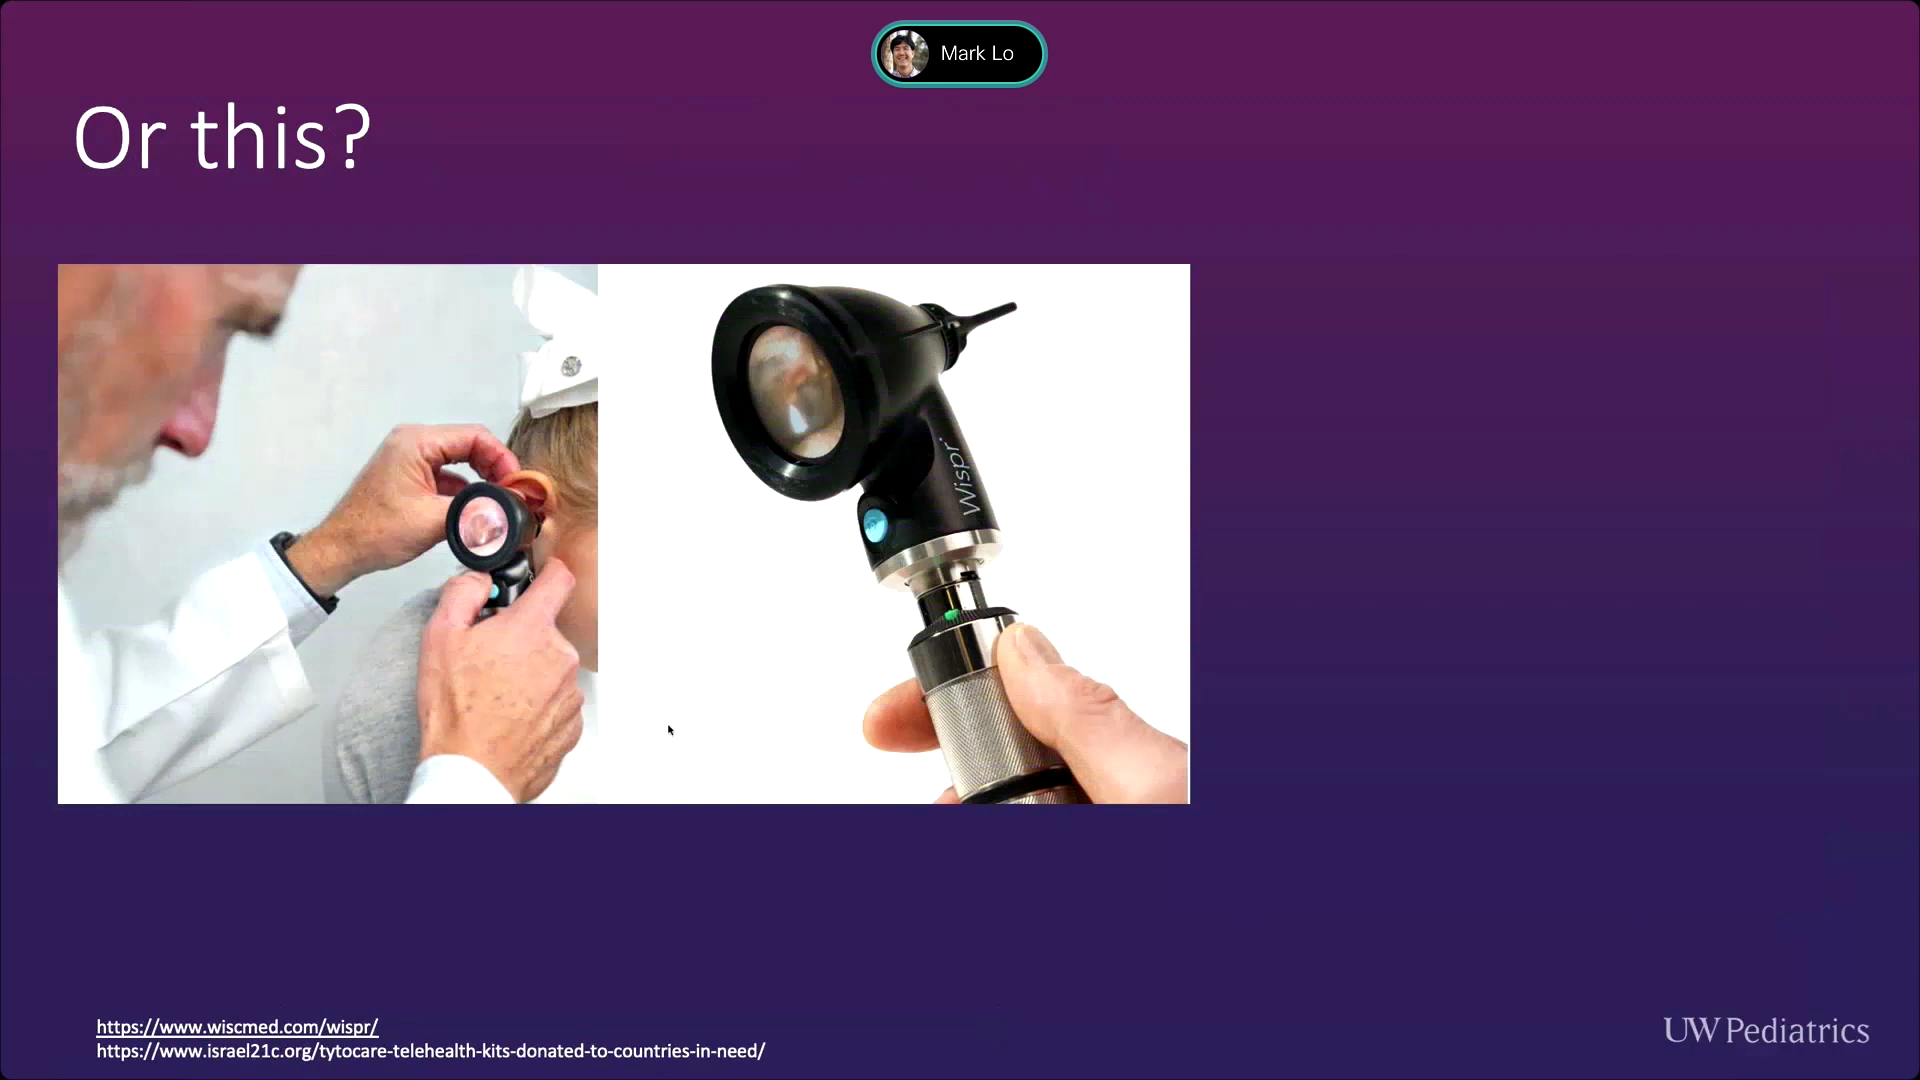 Mark Lo
Or this?
Wispr
https://www.wiscmed.com/wispr/
https://www.israel21c.org/tytocare-telehealth-kits-donated-to-countries-in-need/
UW Pediatrics